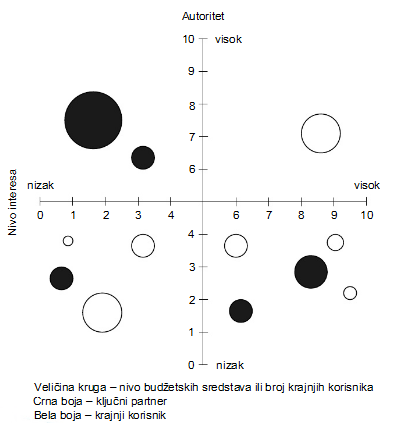 Autoritet
10 visok
9
8
7
6
Nivo interesa
nizak visok
0 1 2 3 4 6 7 8 9 10
4
3
2
1
0 nizak
Veličina kruga – nivo budžetskih sredstava ili broj krajnjih korisnika
Crna boja – ključni partner
Bela boja – krajnji korisnik